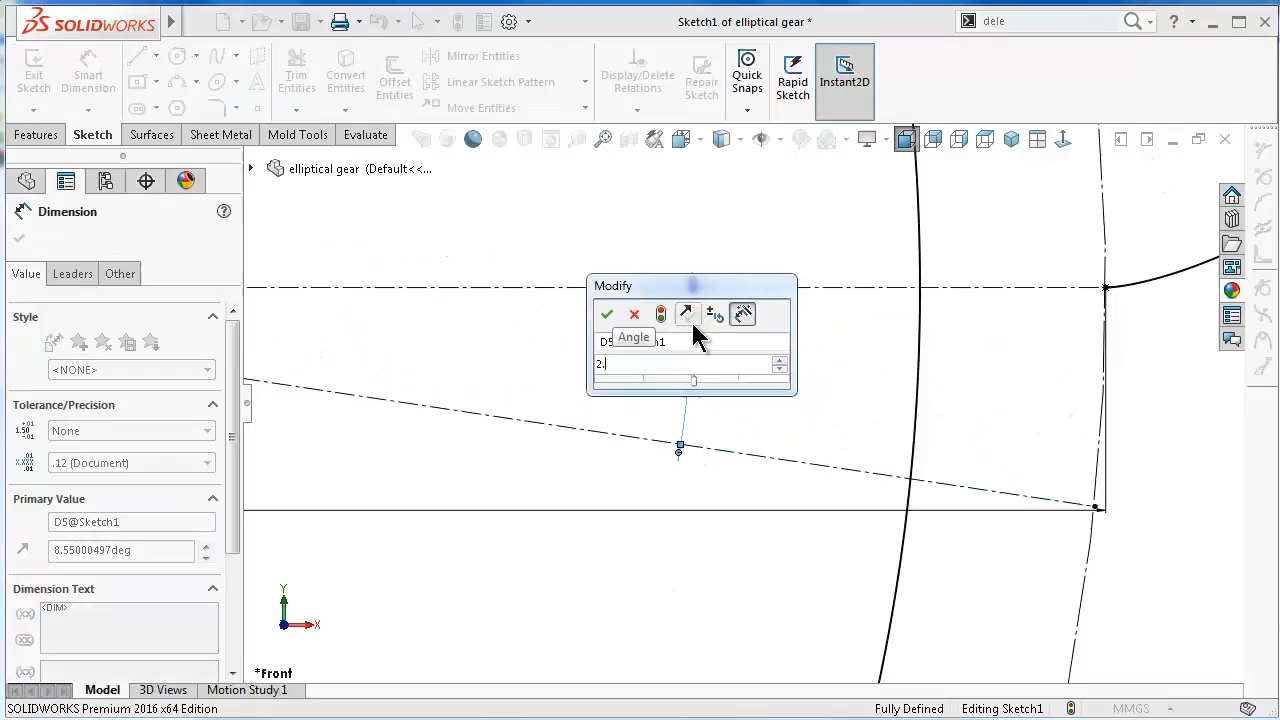 SOLIDWORKS
Sketch1 of elliptical gear *
dele
Exit Sketch
Smart Dimension
Trim Entities
Convert Entities
Offset Entities
Mirror Entities
Linear Sketch Pattern
Move Entities
Display/Delete Relations
Repair Sketch
Quick Snaps
Rapid Sketch
Instant2D
Features
Sketch
Surfaces
Sheet Metal
Mold Tools
Evaluate
elliptical gear (Default<<...
Dimension
?
Value
Leaders
Other
Style
<NONE>
Tolerance/Precision
None
.12 (Document)
Primary Value
D5@Sketch1
8.55000497deg
Dimension Text
<DIM>
Modify
Angle
2.
Y
X
*Front
Model
3D Views
Motion Study 1
SOLIDWORKS Premium 2016 x64 Edition
Fully Defined
Editing Sketch1
MMGS